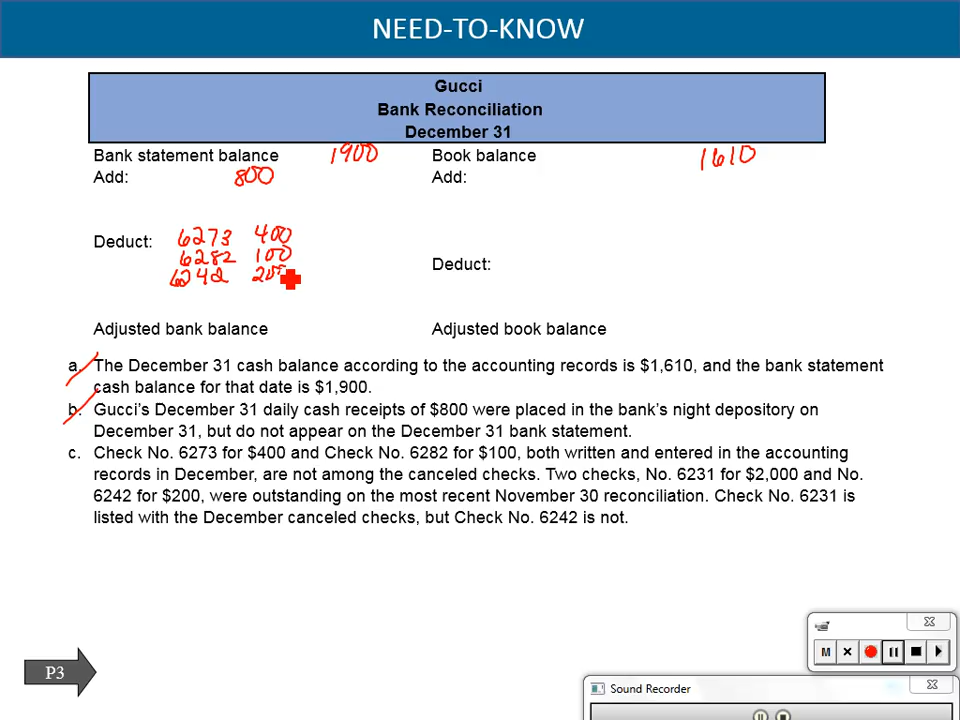 NEED-TO-KNOW
Gucci
Bank Reconciliation
December 31
Bank statement balance 1900 Book balance 1610
Add: 800 Add:
Deduct: 6273 400
6282 100
Deduct:
6242 200
Adjusted bank balance Adjusted book balance
a. The December 31 cash balance according to the accounting records is $1,610, and the bank statement
cash balance for that date is $1,900.
b. Gucci's December 31 daily cash receipts of $800 were placed in the bank's night depository on
December 31, but do not appear on the December 31 bank statement.
c. Check No. 6273 for $400 and Check No. 6282 for $100, both written and entered in the accounting
records in December, are not among the canceled checks. Two checks, No. 6231 for $2,000 and No.
6242 for $200, were outstanding on the most recent November 30 reconciliation. Check No. 6231 is
listed with the December canceled checks, but Check No. 6242 is not.
M
P3
Sound Recorder